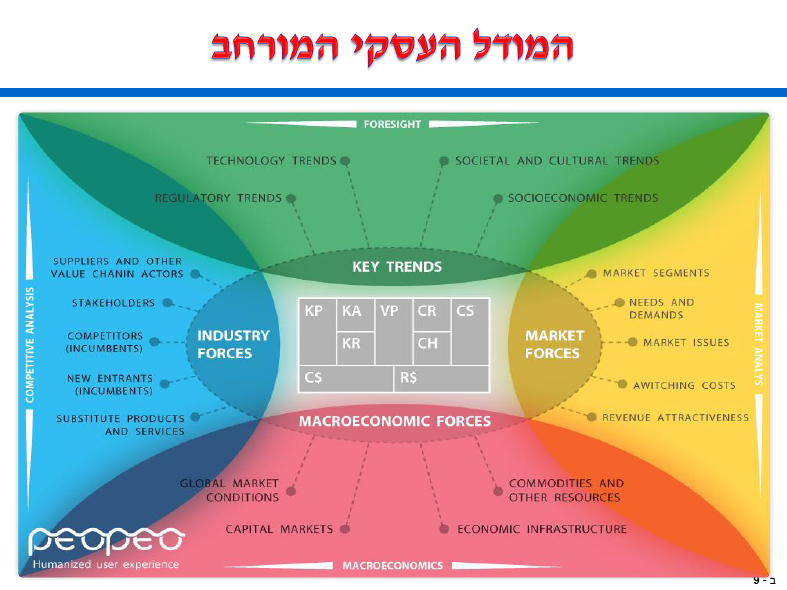 המודל העסקי המורחב
FORESIGHT
TECHNOLOGY TRENDS
SOCIETAL AND CULTURAL TRENDS
REGULATORY TRENDS
SOCIOECONOMIC TRENDS
KEY TRENDS
COMPETITIVE ANALYSIS
SUPPLIERS AND OTHER
VALUE CHANIN ACTORS
STAKEHOLDERS
COMPETITORS
(INCUMBENTS)
NEW ENTRANTS
(INCUMBENTS)
SUBSTITUTE PRODUCTS
AND SERVICES
INDUSTRY
FORCES
KP KA VP CR CS
KR CH
C$ R$
MARKET
FORCES
MARKET SEGMENTS
NEEDS AND
DEMANDS
MARKET ISSUES
AWITCHING COSTS
REVENUE ATTRACTIVENESS
MARKET ANALYS
MACROECONOMIC FORCES
GLOBAL MARKET
CONDITIONS
COMMODITIES AND
OTHER RESOURCES
CAPITAL MARKETS
ECONOMIC INFRASTRUCTURE
peopeo
Humanized user experience
MACROECONOMICS
ב - 9